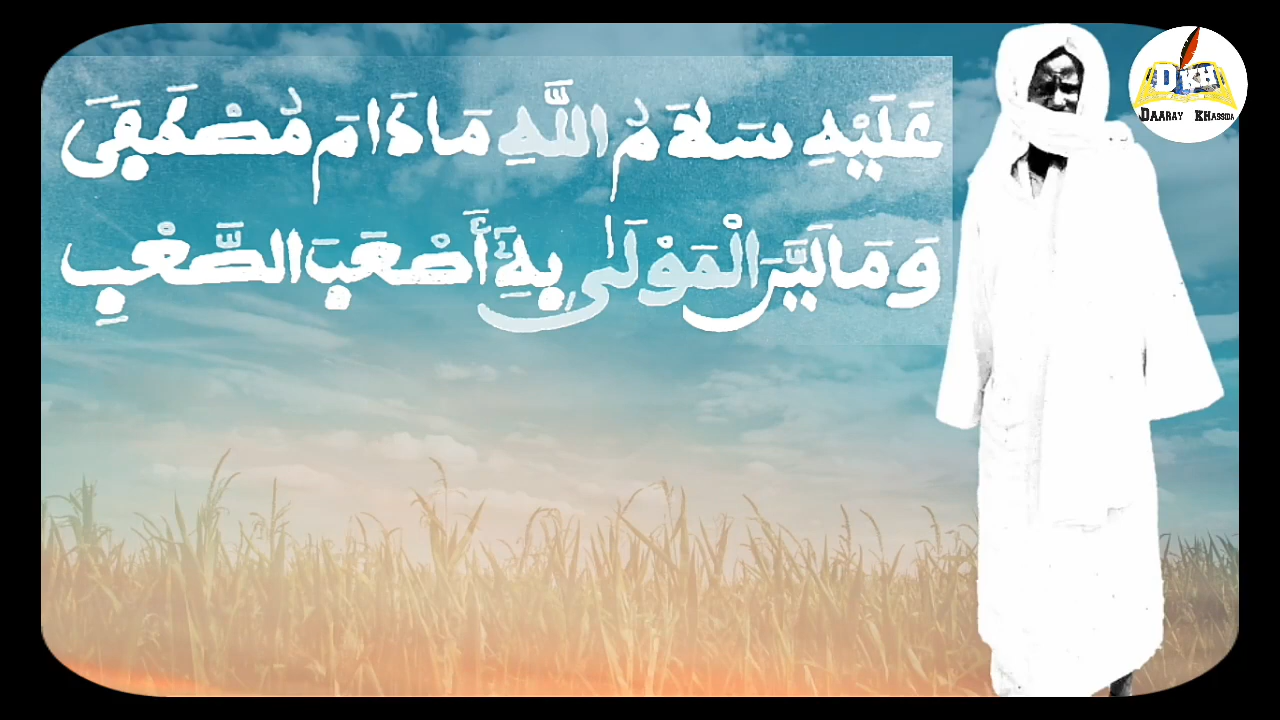 عَلَيْهِ سَلَامُ اللَّهِ مَا دَامَ مُصْطَفَى
وَمَا لَيَّنَ الْمَوْلَى بِهِ أَصْعَبَ الصَّعْبِ
DKH
DAARAY KHASSIDA